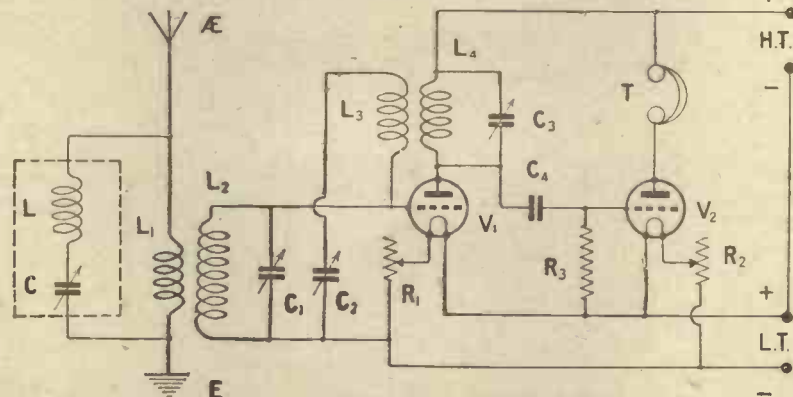 Æ
+
H.T.
L₄
-
L₃
T
C₃
L
L₁
L₂
C₄
V₁
V₂
C
C₁
C₂
R₁
R₃
R₂
+
L.T.
E
-